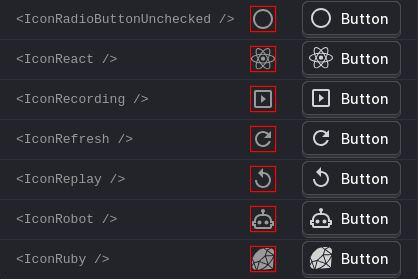 <IconRadioButtonUnchecked /> Button
<IconReact /> Button
<IconRecording /> Button
<IconRefresh /> Button
<IconReplay /> Button
<IconRobot /> Button
<IconRuby /> Button